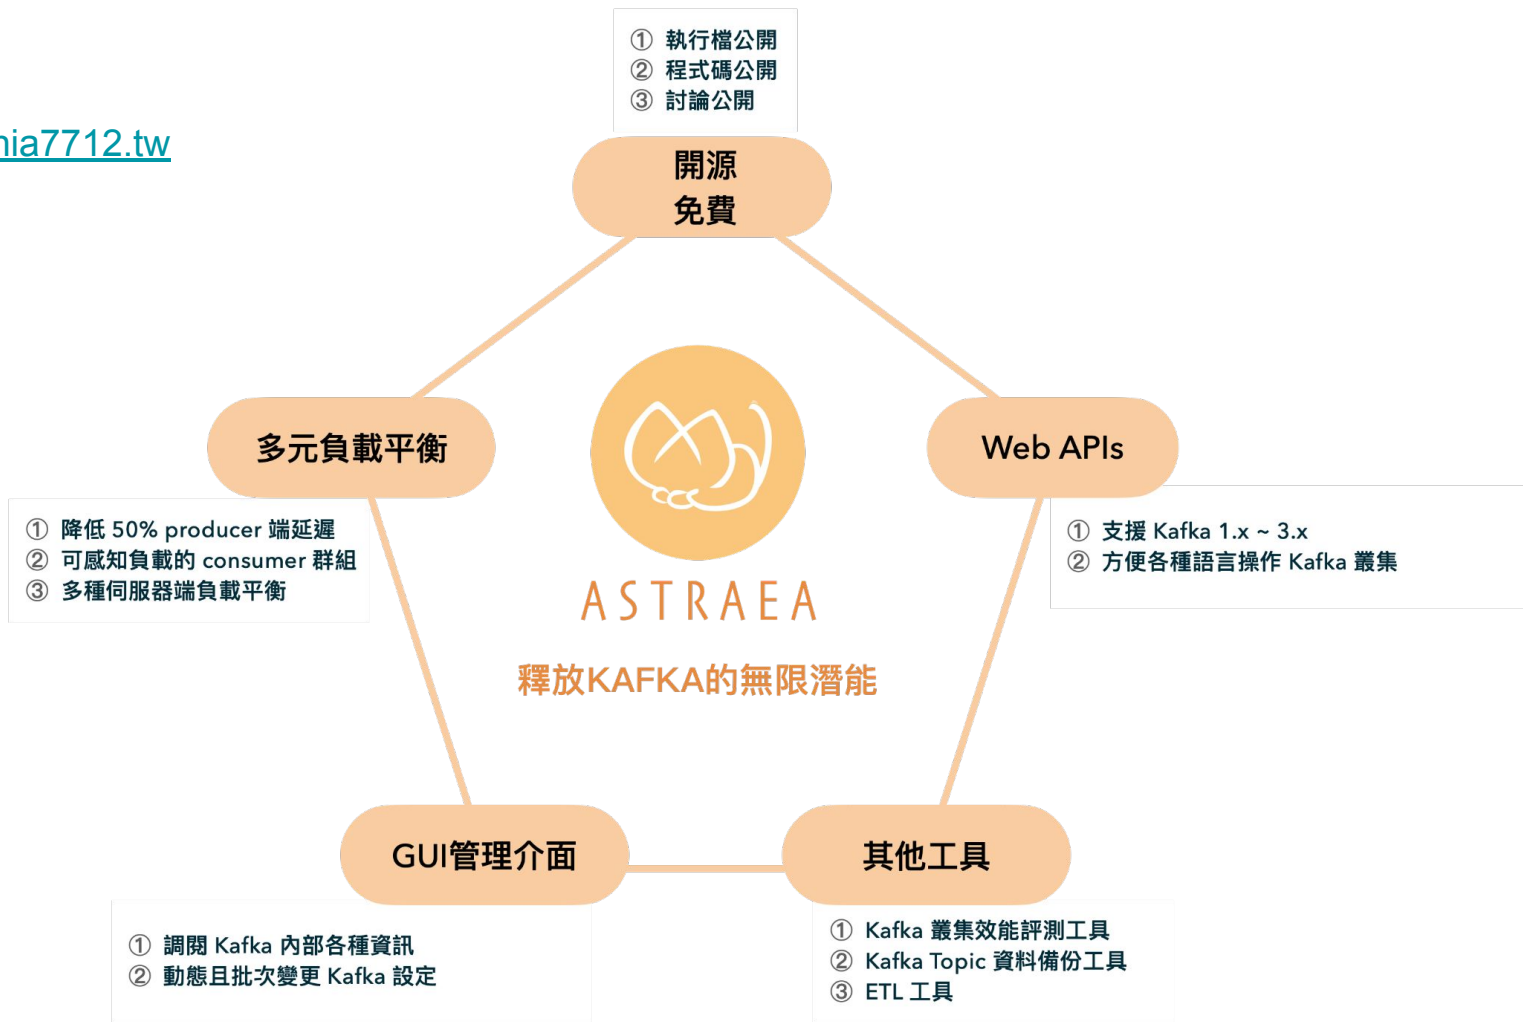 ① 執行檔公開
② 程式碼公開
③ 討論公開
nia7712.tw
開源
免費
多元負載平衡
Web APIs
① 降低 50% producer 端延遲
② 可感知負載的 consumer 群組
③ 多種伺服器端負載平衡
① 支援 Kafka 1.x ~ 3.x
② 方便各種語言操作 Kafka 叢集
ASTRAEA
釋放KAFKA的無限潛能
GUI管理介面
其他工具
① 調閱 Kafka 內部各種資訊
② 動態且批次變更 Kafka 設定
① Kafka 叢集效能評測工具
② Kafka Topic 資料備份工具
③ ETL 工具